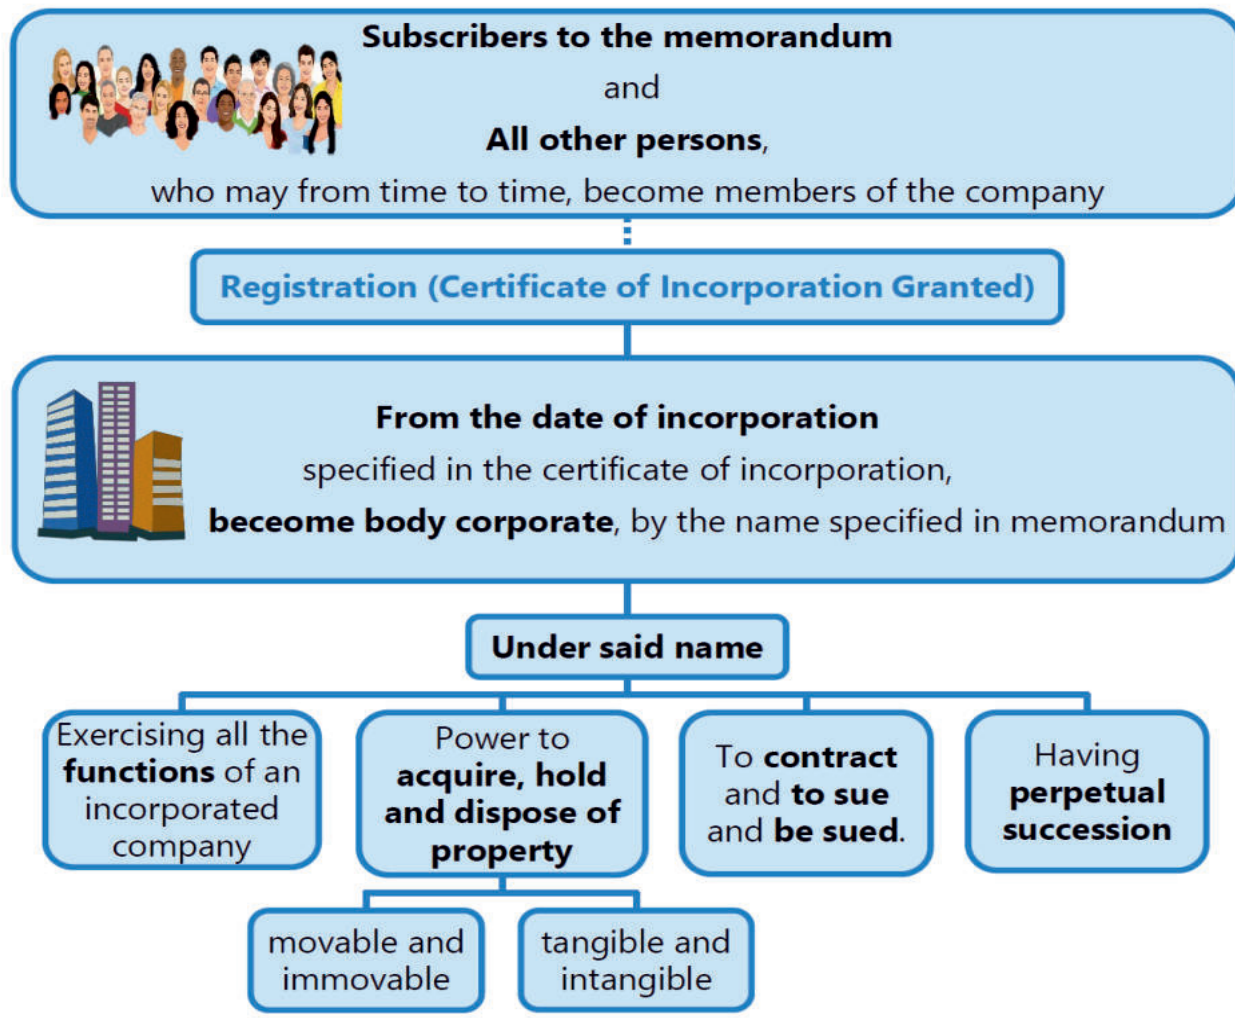 Subscribers to the memorandum
and
All other persons,
who may from time to time, become members of the company
Registration (Certificate of Incorporation Granted)
From the date of incorporation
specified in the certificate of incorporation,
beceome body corporate, by the name specified in memorandum
Under said name
Exercising all the
functions of an
incorporated
company
Power to
acquire, hold
and dispose of
property
To contract
and to sue
and be sued.
Having
perpetual
succession
movable and
immovable
tangible and
intangible